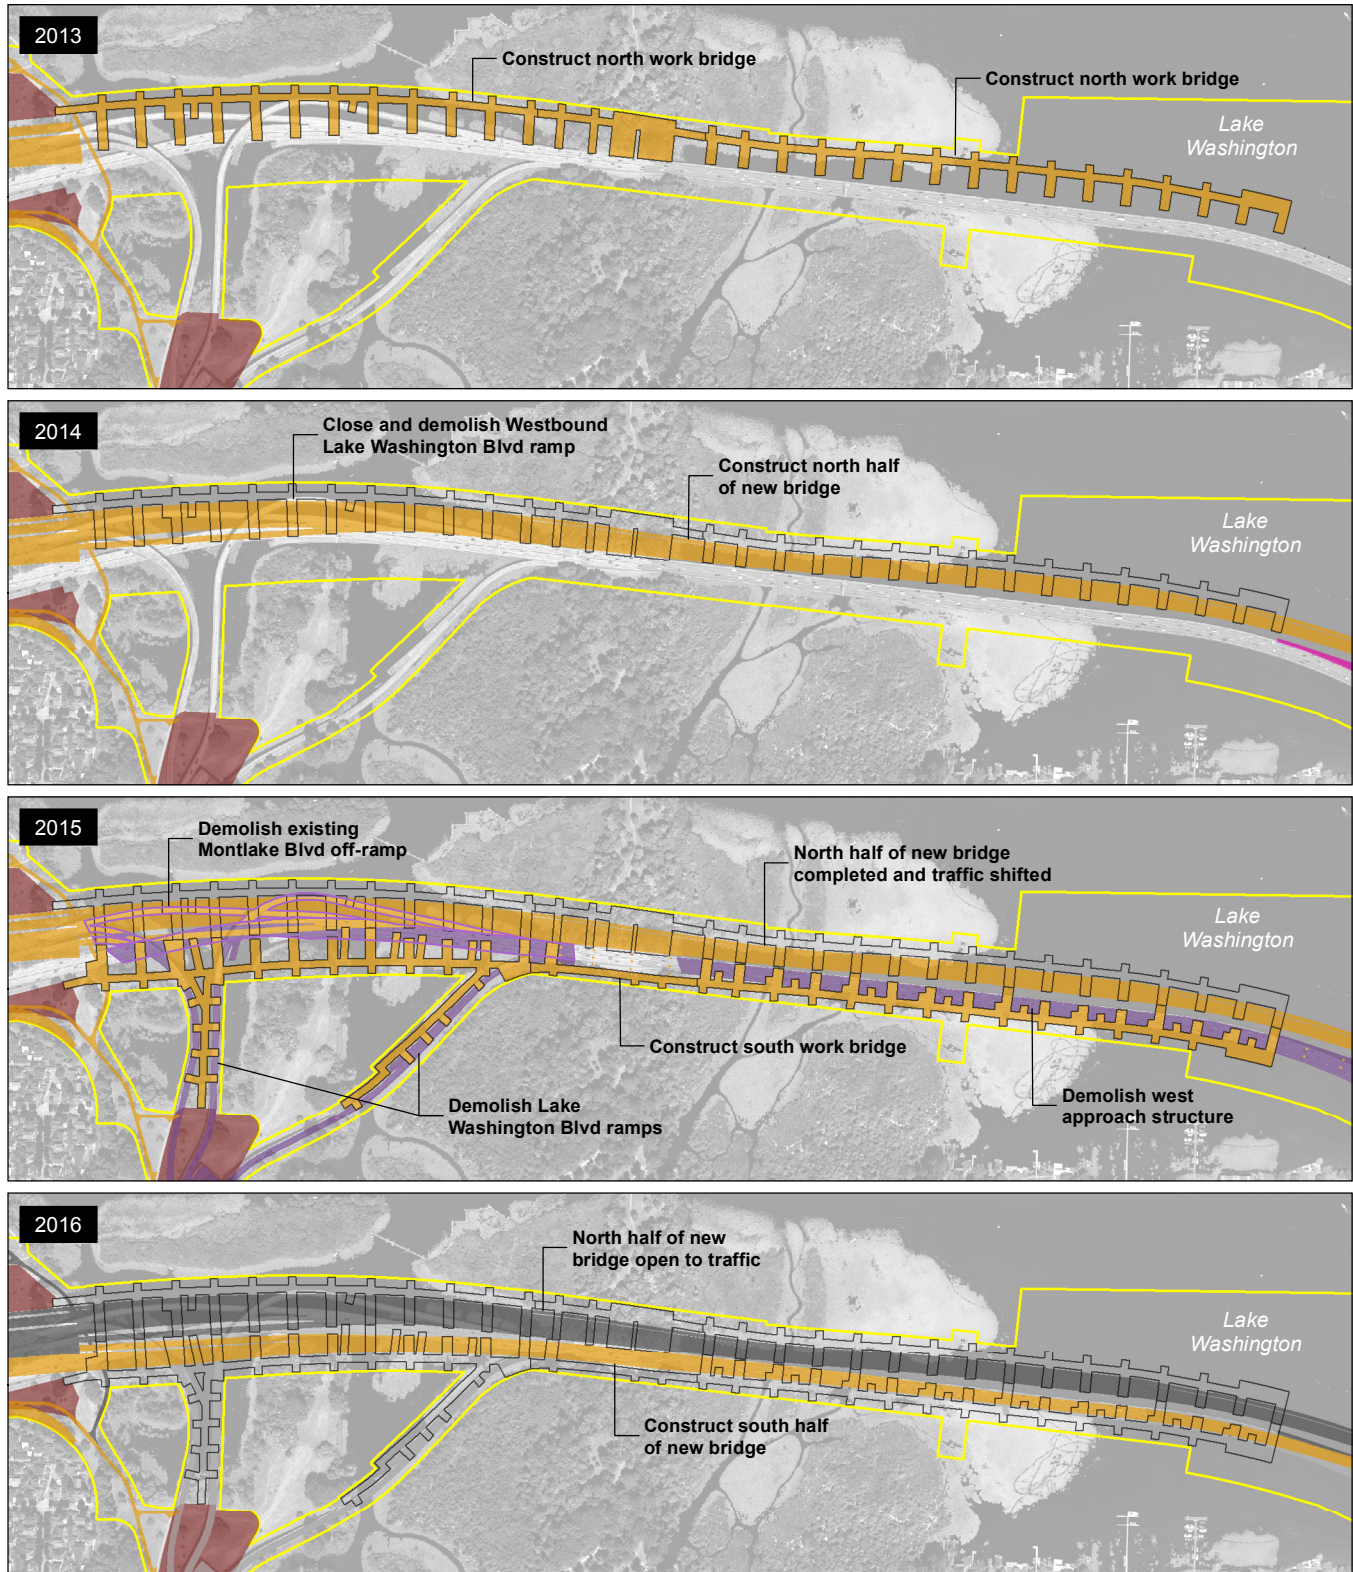 2013
Construct north work bridge
Construct north work bridge
Lake
Washington
2014
Close and demolish Westbound
Lake Washington Blvd ramp
Construct north half
of new bridge
Lake
Washington
2015
Demolish existing
Montlake Blvd off-ramp
North half of new bridge
completed and traffic shifted
Lake
Washington
Construct south work bridge
Demolish Lake
Washington Blvd ramps
Demolish west
approach structure
2016
North half of new
bridge open to traffic
Lake
Washington
Construct south half
of new bridge